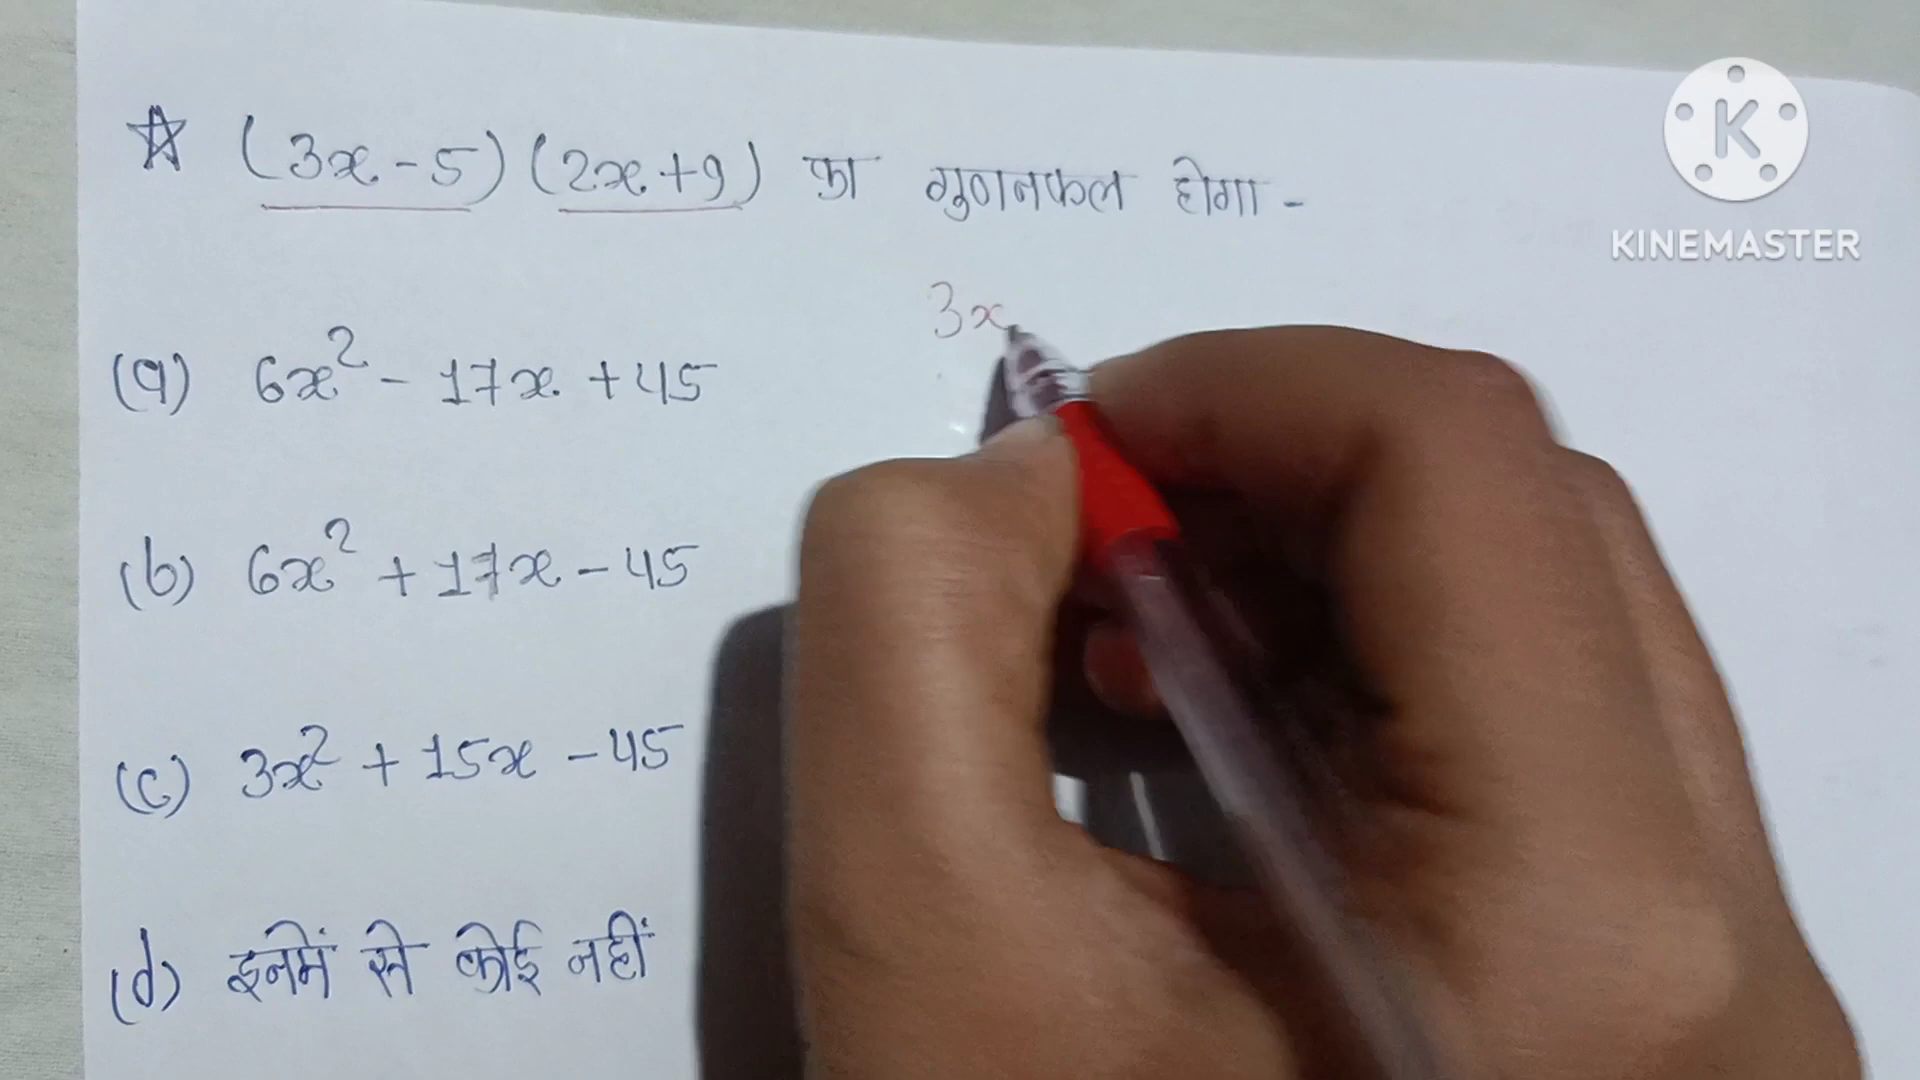 ☆ (3x-5)(2x+9) का गुणनफल होगा -
3x
(a) 6x² - 17x + 45
(b) 6x² + 17x - 45
(c) 3x² + 15x - 45
(d) इनमें से कोई नहीं
K
KINEMASTER